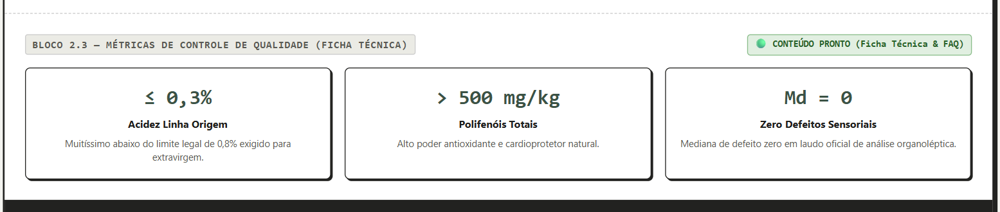 BLOCO 2.3 — MÉTRICAS DE CONTROLE DE QUALIDADE (FICHA TÉCNICA)
CONTEÚDO PRONTO (Ficha Técnica & FAQ)
≤ 0,3%
Acidez Linha Origem
Muitíssimo abaixo do limite legal de 0,8% exigido para
extravirgem.
> 500 mg/kg
Polifenóis Totais
Alto poder antioxidante e cardioprotetor natural.
Md = 0
Zero Defeitos Sensoriais
Mediana de defeito zero em laudo oficial de análise organoléptica.